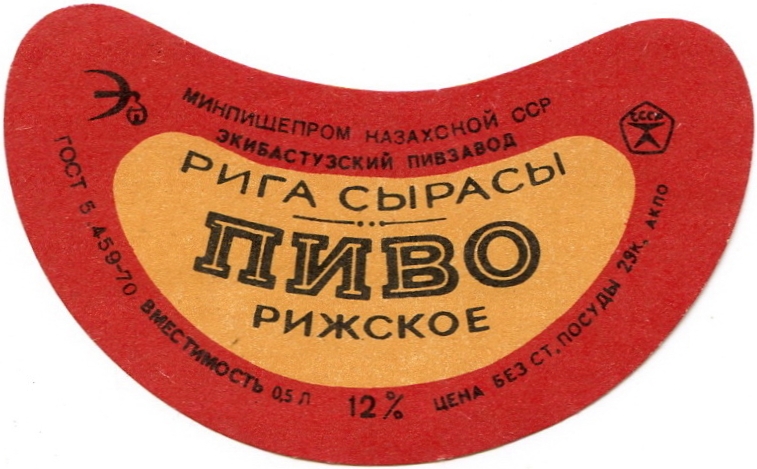 МИНПИЩЕПРОМ КАЗАХСКОЙ ССР
ЭКИБАСТУЗСКИЙ ПИВЗАВОД
СССР
РИГА СЫРАСЫ
ПИВО
РИЖСКОЕ
ГОСТ 5.459-70 ВМЕСТИМОСТЬ 0,5 Л
12%
ЦЕНА БЕЗ СТ. ПОСУДЫ 29К. АКПО